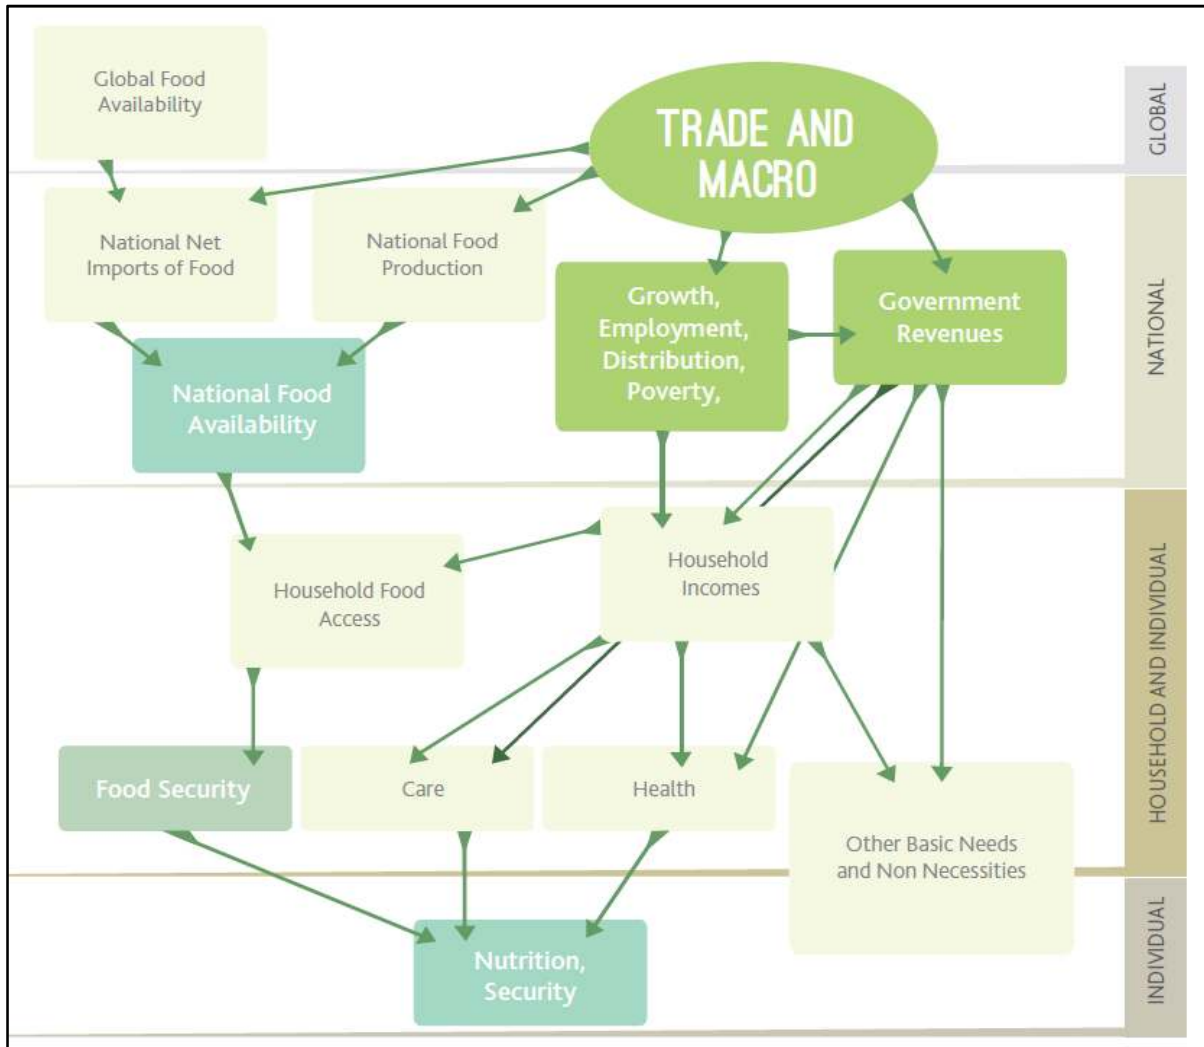 Global Food
Availability
TRADE AND
MACRO
GLOBAL
National Net
Imports of Food
National Food
Production
Growth,
Employment,
Distribution,
Poverty,
Government
Revenues
NATIONAL
National Food
Availability
Household Food
Access
Household
Incomes
HOUSEHOLD AND INDIVIDUAL
Food Security
Care
Health
Other Basic Needs
and Non Necessities
Nutrition,
Security
INDIVIDUAL